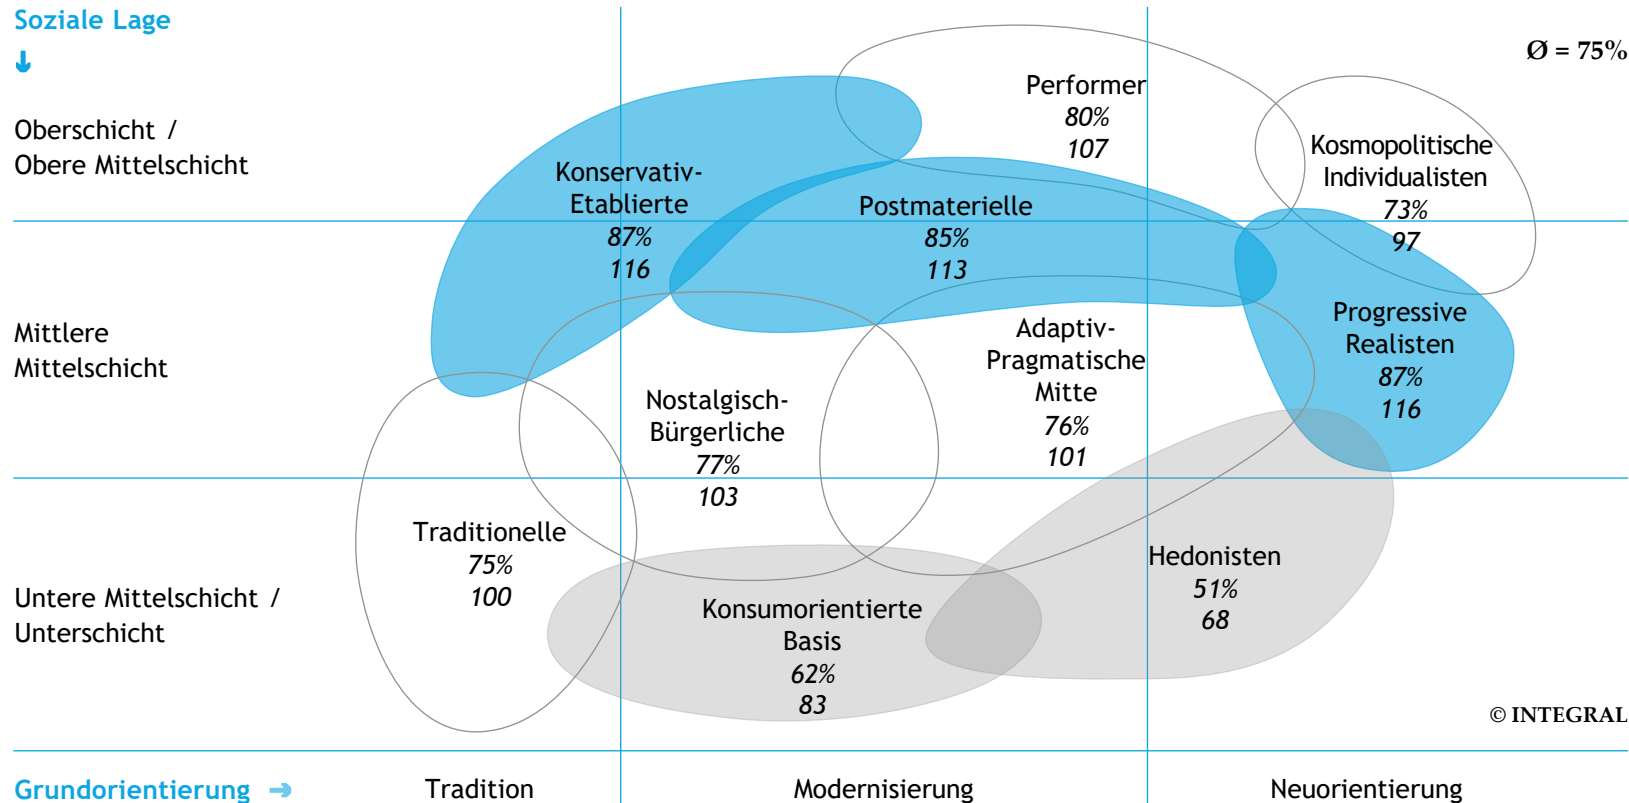 Soziale Lage
Ø = 75%
Oberschicht /
Obere Mittelschicht
Performer
80%
107
Kosmopolitische
Individualisten
73%
97
Konservativ-
Etablierte
87%
116
Postmaterielle
85%
113
Mittlere
Mittelschicht
Progressive
Realisten
87%
116
Adaptiv-
Pragmatische
Mitte
76%
101
Nostalgisch-
Bürgerliche
77%
103
Traditionelle
75%
100
Untere Mittelschicht /
Unterschicht
Konsumorientierte
Basis
62%
83
Hedonisten
51%
68
© INTEGRAL
Grundorientierung ➔
Tradition
Modernisierung
Neuorientierung